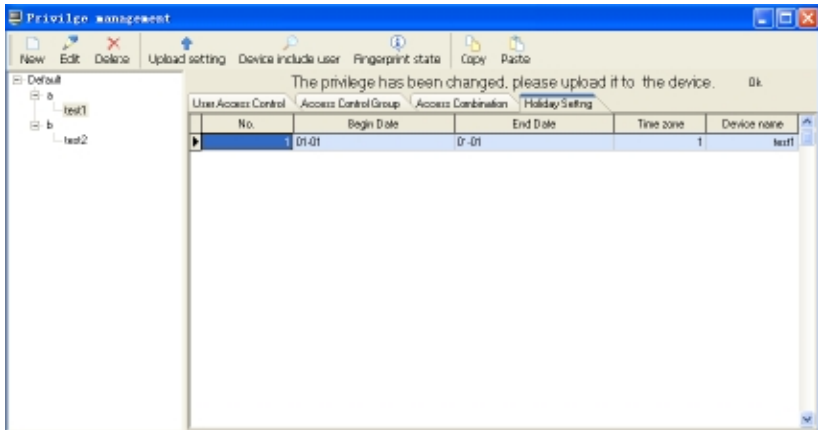 Privilge management
New Edit Delete Upload setting Device include user Fingerprint state Copy Paste
Default
a
test1
b
test2
The privilege has been changed, please upload it to the device. Ok
User Access Control Access Control Group Access Combination Holiday Setting
No. Begin Date End Date Time zone Device name
1 01-01 01-01 1 test1